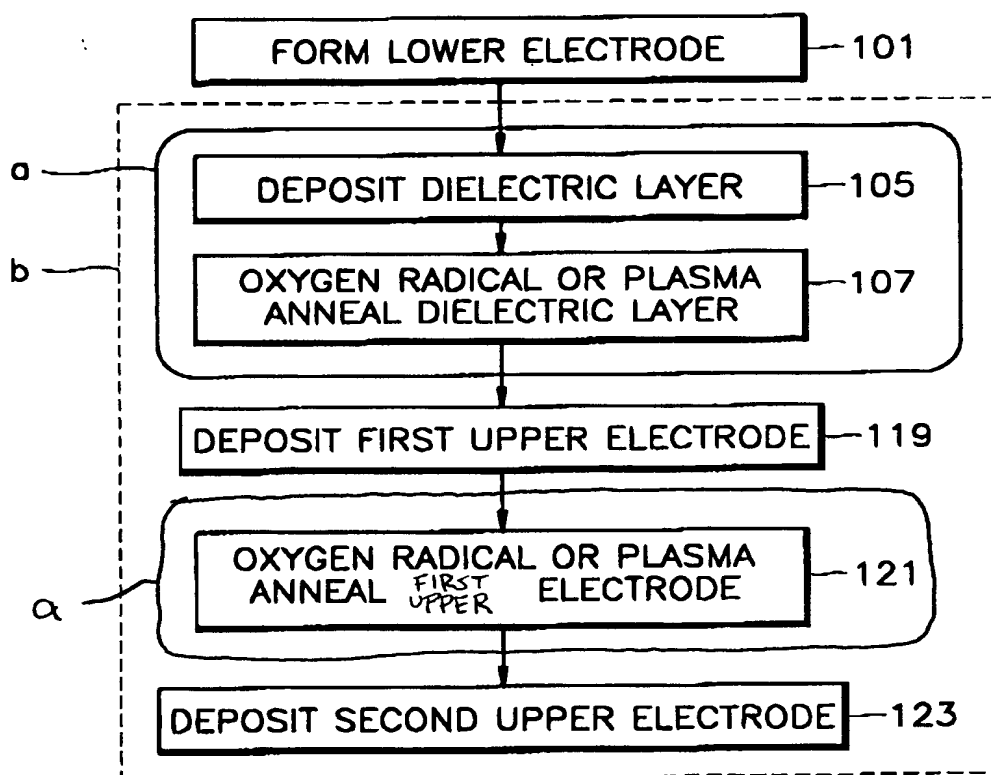 FORM LOWER ELECTRODE 101
a
DEPOSIT DIELECTRIC LAYER 105
b
OXYGEN RADICAL OR PLASMA
ANNEAL DIELECTRIC LAYER 107
DEPOSIT FIRST UPPER ELECTRODE 119
OXYGEN RADICAL OR PLASMA
ANNEAL FIRST UPPER ELECTRODE 121
a
DEPOSIT SECOND UPPER ELECTRODE 123